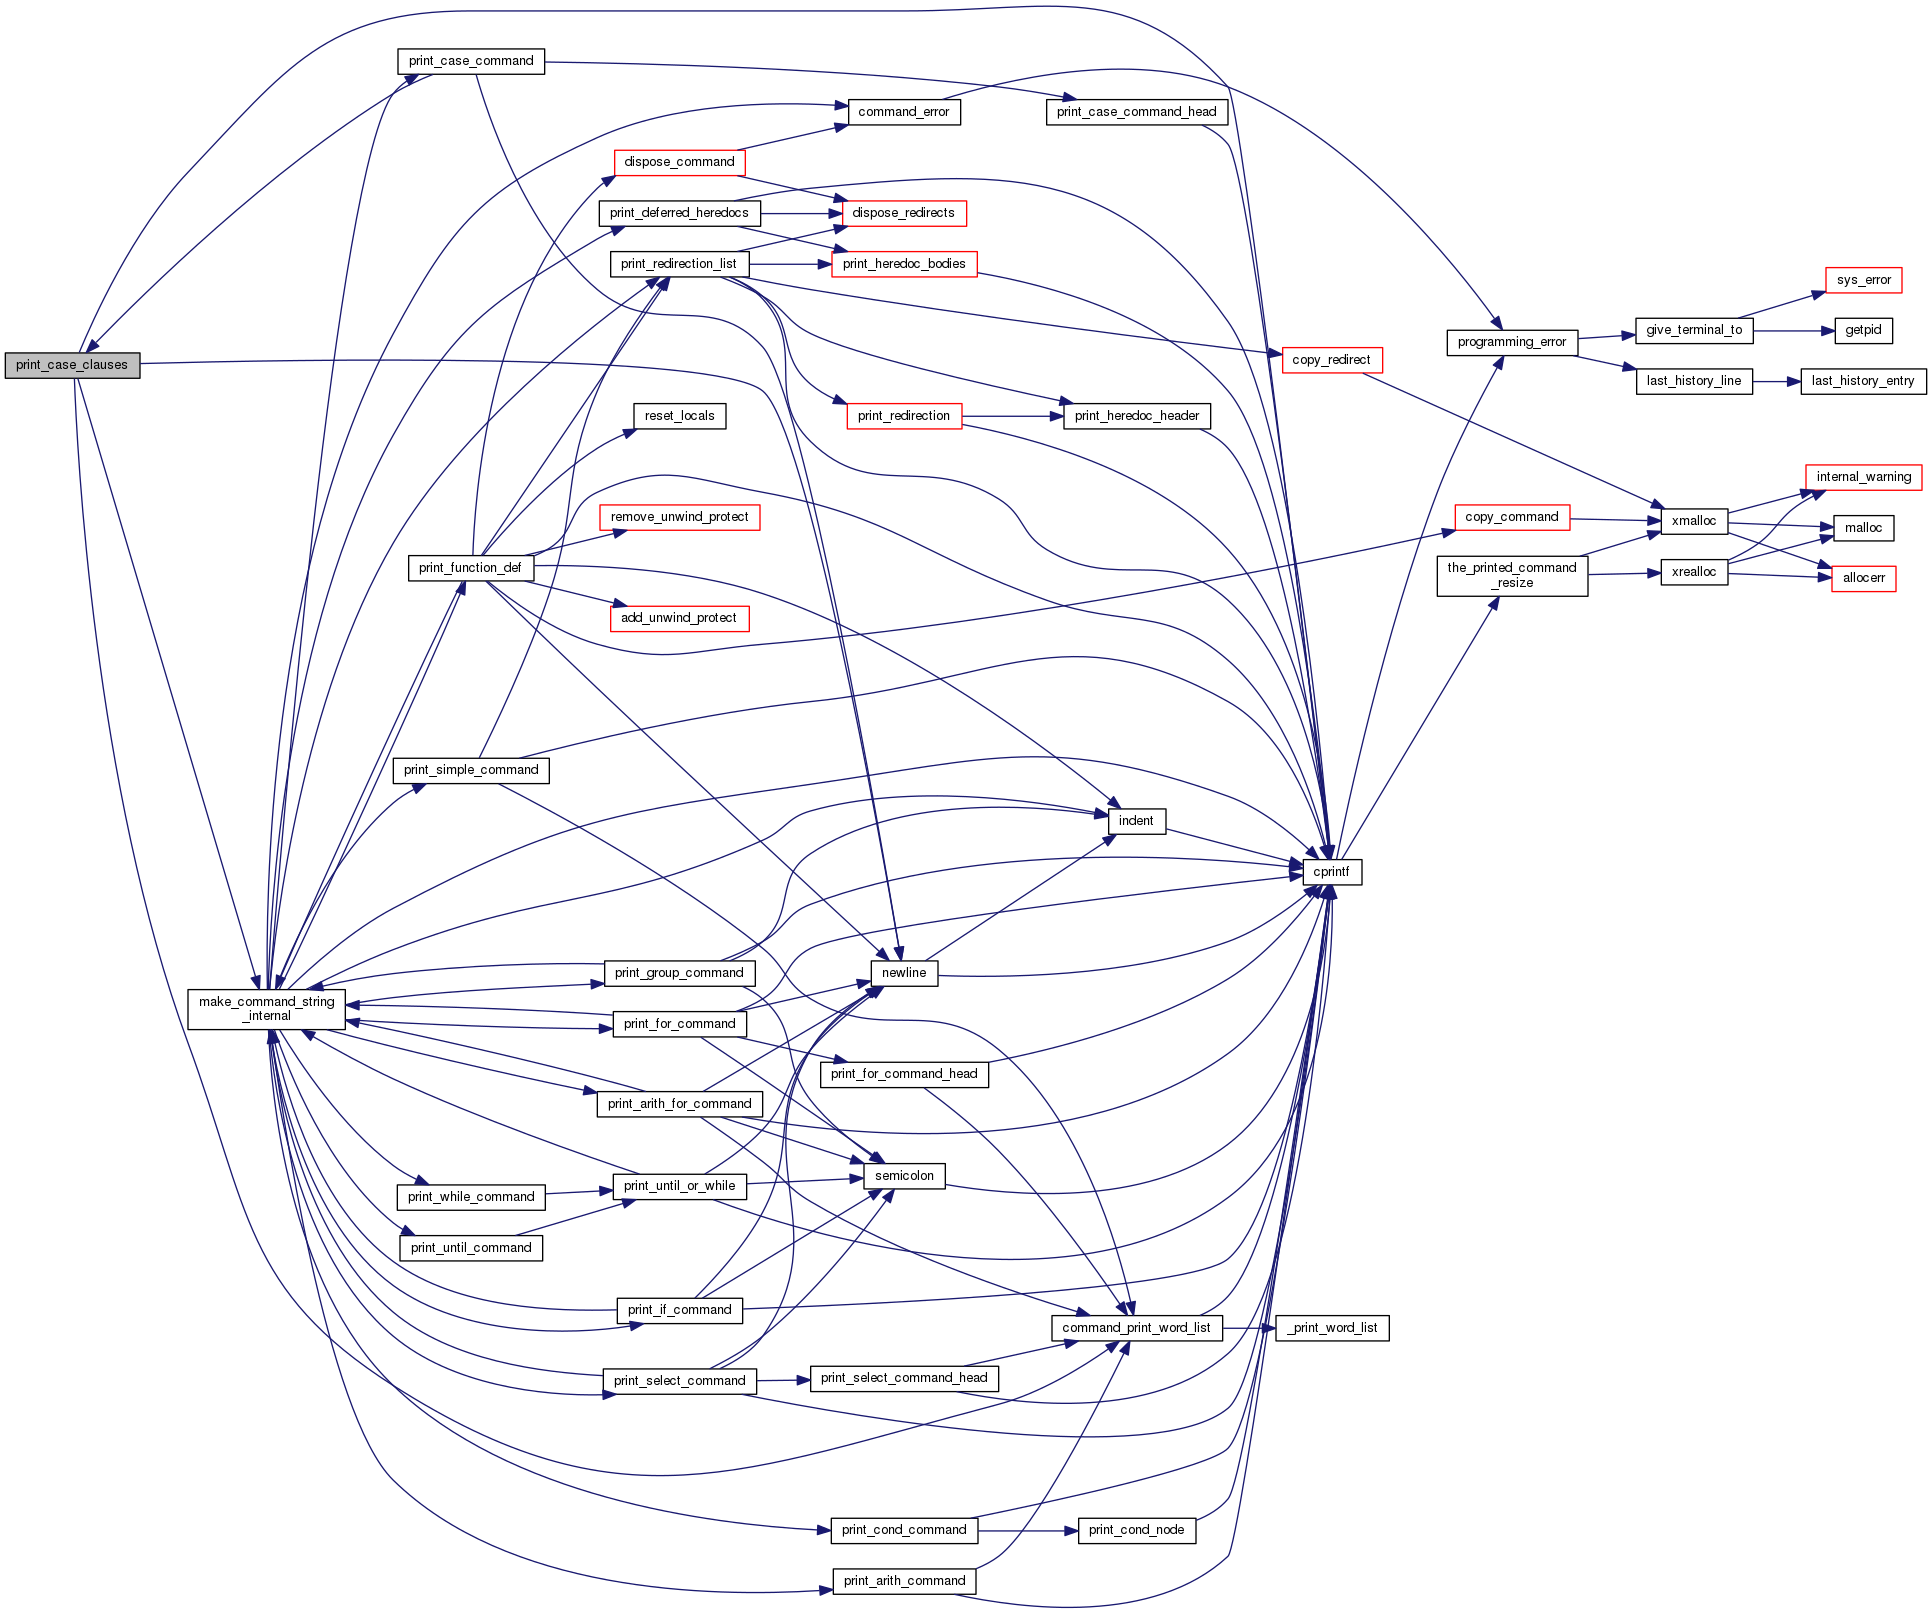 print_case_command
command_error
print_case_command_head
dispose_command
print_deferred_heredocs
dispose_redirects
print_redirection_list
print_heredoc_bodies
sys_error
give_terminal_to
getpid
programming_error
copy_redirect
print_case_clauses
last_history_line
last_history_entry
reset_locals
print_redirection
print_heredoc_header
internal_warning
remove_unwind_protect
copy_command
xmalloc
malloc
print_function_def
the_printed_command
_resize
xrealloc
allocerr
add_unwind_protect
print_simple_command
indent
cprintf
print_group_command
newline
make_command_string
_internal
print_for_command
print_for_command_head
print_arith_for_command
semicolon
print_until_or_while
print_while_command
print_until_command
print_if_command
command_print_word_list
_print_word_list
print_select_command
print_select_command_head
print_cond_command
print_cond_node
print_arith_command